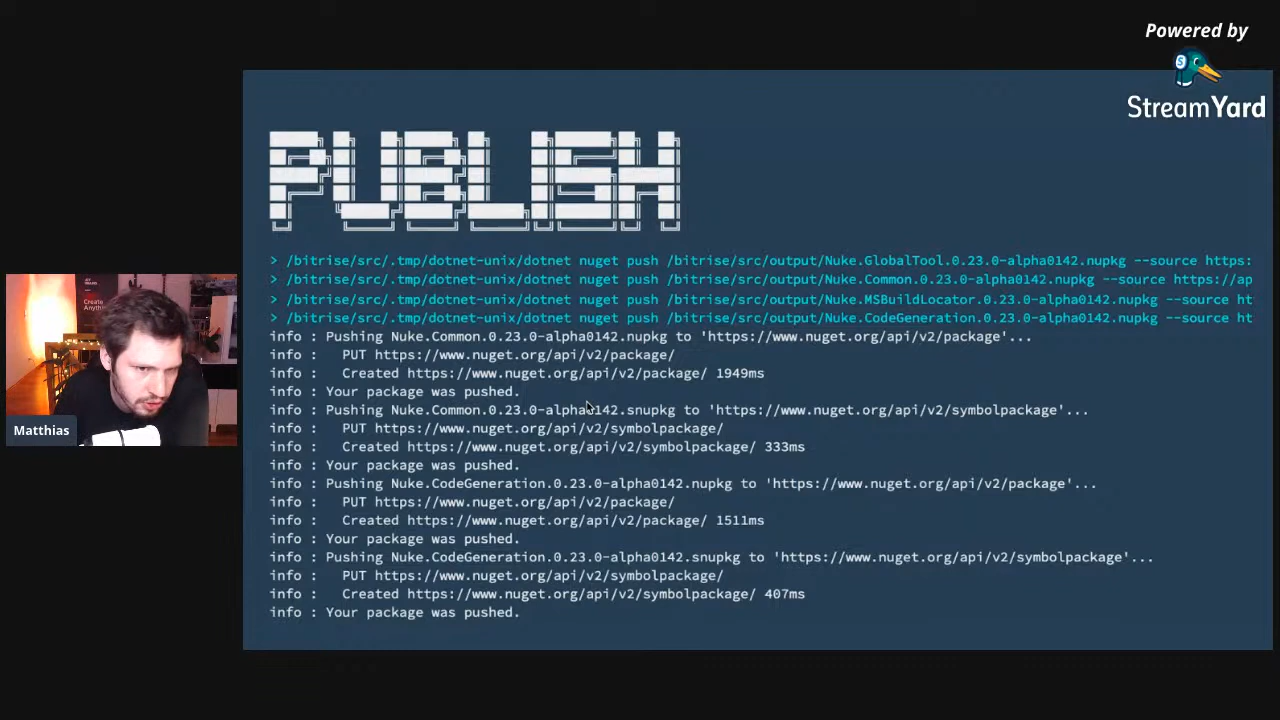 Powered by
StreamYard
PUBLISH
> /bitrise/src/.tmp/dotnet-unix/dotnet nuget push /bitrise/src/output/Nuke.GlobalTool.0.23.0-alpha0142.nupkg --source https:
> /bitrise/src/.tmp/dotnet-unix/dotnet nuget push /bitrise/src/output/Nuke.Common.0.23.0-alpha0142.nupkg --source https://ap
> /bitrise/src/.tmp/dotnet-unix/dotnet nuget push /bitrise/src/output/Nuke.MSBuildLocator.0.23.0-alpha0142.nupkg --source ht
> /bitrise/src/.tmp/dotnet-unix/dotnet nuget push /bitrise/src/output/Nuke.CodeGeneration.0.23.0-alpha0142.nupkg --source ht
info : Pushing Nuke.Common.0.23.0-alpha0142.nupkg to 'https://www.nuget.org/api/v2/package'...
info :   PUT https://www.nuget.org/api/v2/package/
info :   Created https://www.nuget.org/api/v2/package/ 1949ms
info : Your package was pushed.
info : Pushing Nuke.Common.0.23.0-alpha0142.snupkg to 'https://www.nuget.org/api/v2/symbolpackage'...
info :   PUT https://www.nuget.org/api/v2/symbolpackage/
info :   Created https://www.nuget.org/api/v2/symbolpackage/ 333ms
info : Your package was pushed.
info : Pushing Nuke.CodeGeneration.0.23.0-alpha0142.nupkg to 'https://www.nuget.org/api/v2/package'...
info :   PUT https://www.nuget.org/api/v2/package/
info :   Created https://www.nuget.org/api/v2/package/ 1511ms
info : Your package was pushed.
info : Pushing Nuke.CodeGeneration.0.23.0-alpha0142.snupkg to 'https://www.nuget.org/api/v2/symbolpackage'...
info :   PUT https://www.nuget.org/api/v2/symbolpackage/
info :   Created https://www.nuget.org/api/v2/symbolpackage/ 407ms
info : Your package was pushed.
Create
Anything
Matthias